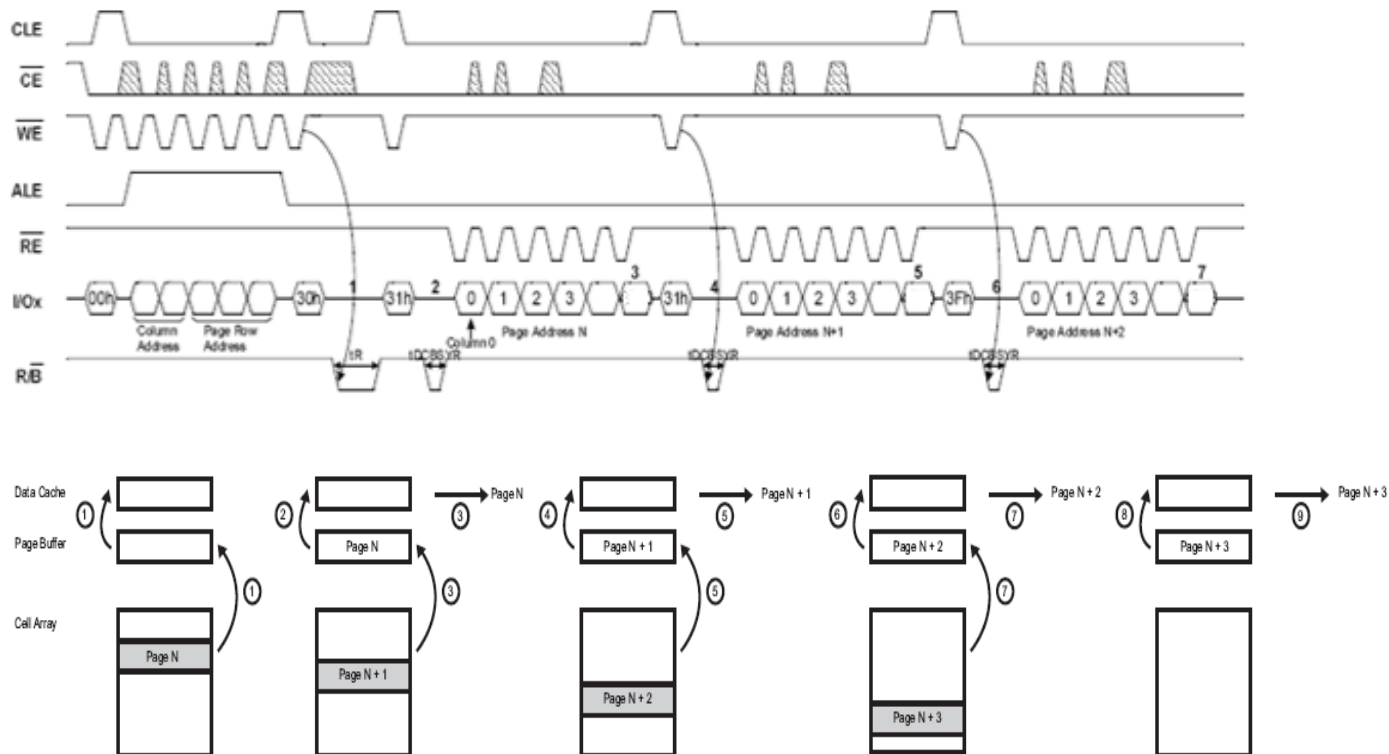 CLE
CE
WE
ALE
RE
3 5 7
1 2 4 6
I/Ox 00h 30h 31h 0 1 2 3 31h 0 1 2 3 3Fh 0 1 2 3
Column Address
Page Row Address
Column 0
Page Address N
Page Address N+1
Page Address N+2
tR tDCBSYR tDCBSYR tDCBSYR
R/B
Data Cache
1 2 3 Page N 4 5 Page N + 1 6 7 Page N + 2 8 9 Page N + 3
Page Buffer
Page N Page N + 1 Page N + 2 Page N + 3
1 3 5 7
Cell Array
Page N
Page N + 1
Page N + 2
Page N + 3